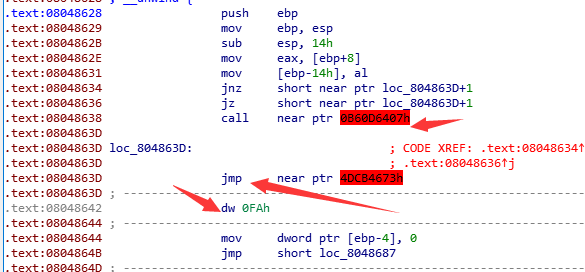 .text:08048628 ; __unwind {
.text:08048628 push ebp
.text:08048629 mov ebp, esp
.text:0804862B sub esp, 14h
.text:0804862E mov eax, [ebp+8]
.text:08048631 mov [ebp-14h], al
.text:08048634 jnz short near ptr loc_804863D+1
.text:08048636 jz short near ptr loc_804863D+1
.text:08048638 call near ptr 0B60D6407h
.text:0804863D
.text:0804863D loc_804863D: ; CODE XREF: .text:08048634↑
.text:0804863D ; .text:08048636↑j
.text:0804863D jmp near ptr 4DCB4673h
.text:0804863D ; ---------------------------------------------------------------------------
.text:08048642 dw 0FAh
.text:08048644 ; ---------------------------------------------------------------------------
.text:08048644 mov dword ptr [ebp-4], 0
.text:0804864B jmp short loc_8048687
.text:0804864D ; ---------------------------------------------------------------------------